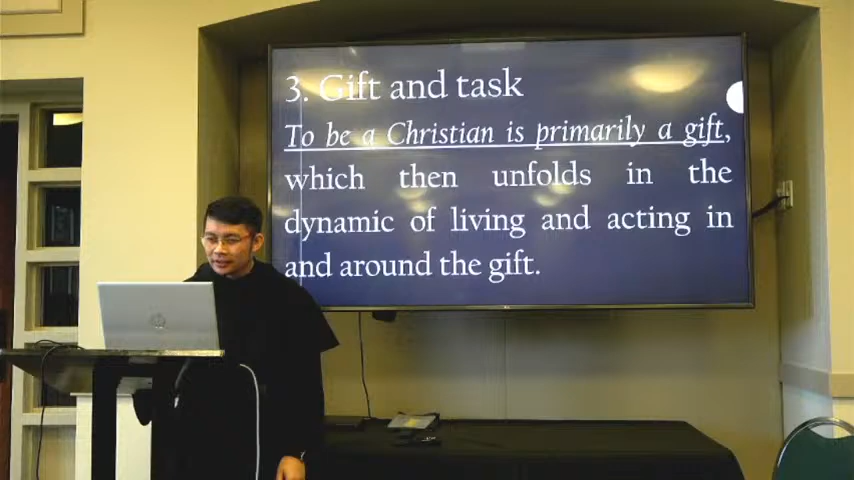 3. Gift and task
To be a Christian is primarily a gift,
which then unfolds in the
dynamic of living and acting in
and around the gift.
hp